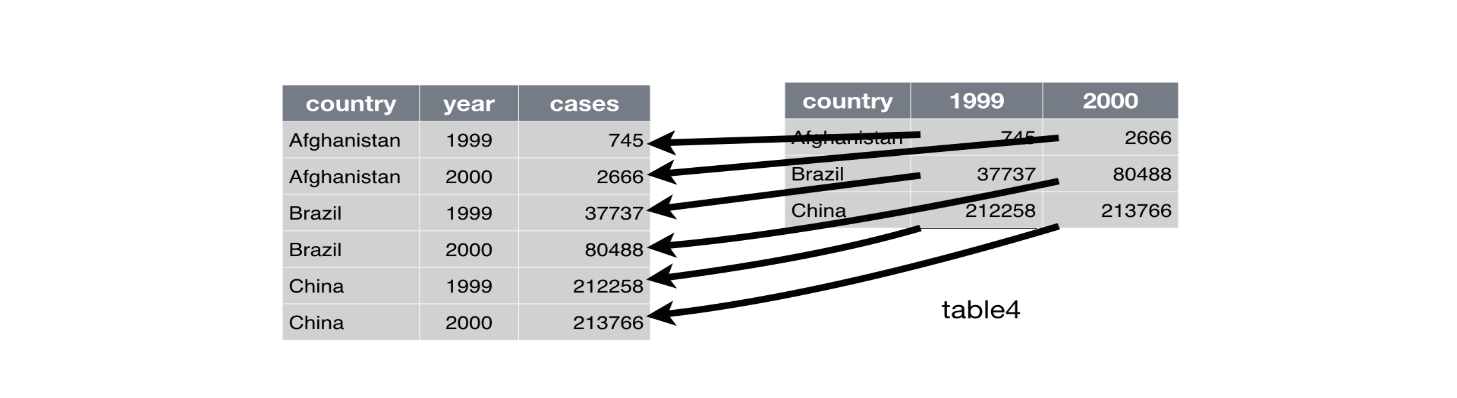 country year cases
Afghanistan 1999 745
Afghanistan 2000 2666
Brazil 1999 37737
Brazil 2000 80488
China 1999 212258
China 2000 213766
country 1999 2000
Afghanistan 745 2666
Brazil 37737 80488
China 212258 213766
table4